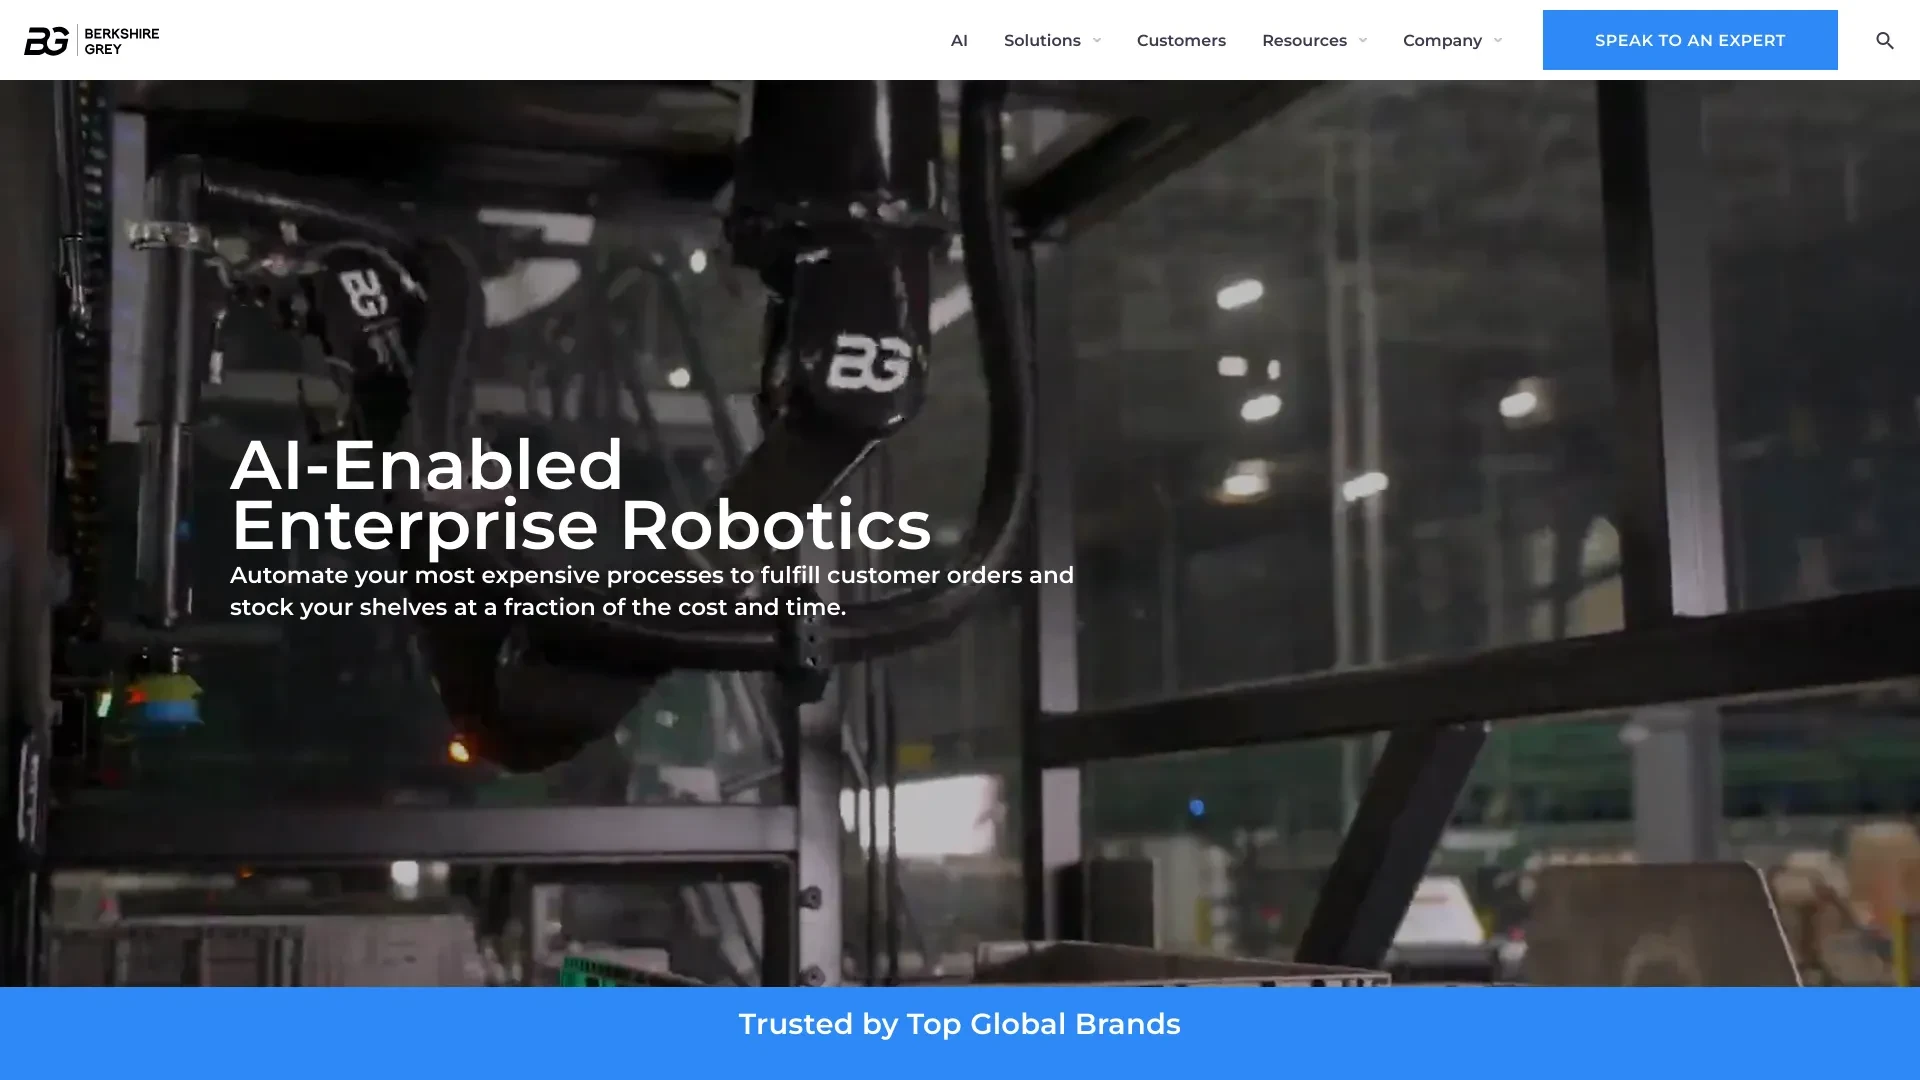 BG BERKSHIRE
GREY
AI Solutions Customers Resources Company SPEAK TO AN EXPERT
BG
BG
AI-Enabled
Enterprise Robotics
Automate your most expensive processes to fulfill customer orders and
stock your shelves at a fraction of the cost and time.
Trusted by Top Global Brands